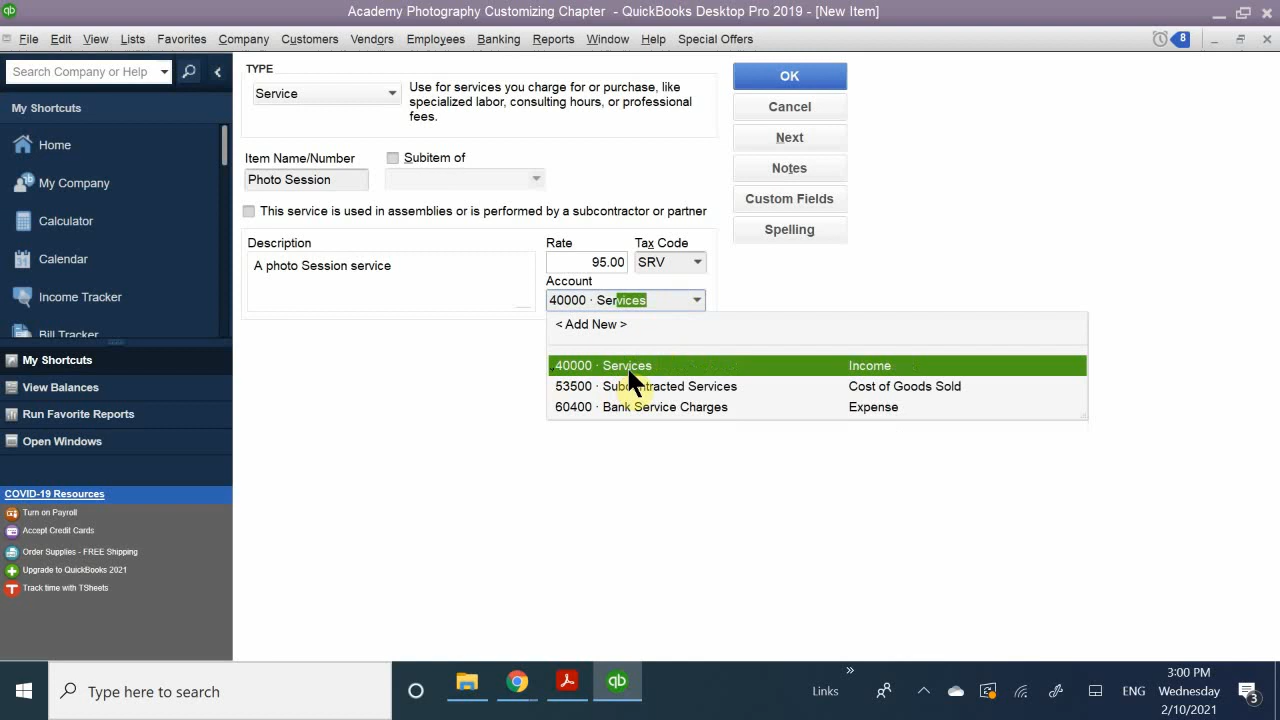 Academy Photography Customizing Chapter - QuickBooks Desktop Pro 2019 - [New Item]
File Edit View Lists Favorites Company Customers Vendors Employees Banking Reports Window Help Special Offers
8
Search Company or Help
My Shortcuts
Home
My Company
Calculator
Calendar
Income Tracker
Bill Tracker
My Shortcuts
View Balances
Run Favorite Reports
Open Windows
COVID-19 Resources
Turn on Payroll
Accept Credit Cards
Order Supplies - FREE Shipping
Upgrade to QuickBooks 2021
Track time with TSheets
TYPE
Service
Use for services you charge for or purchase, like
specialized labor, consulting hours, or professional
fees.
Item Name/Number
Subitem of
Photo Session
This service is used in assemblies or is performed by a subcontractor or partner
Description
A photo Session service
Rate
Tax Code
95.00
SRV
Account
40000 · Services
< Add New >
40000 · Services Income
53500 · Subcontracted Services Cost of Goods Sold
60400 · Bank Service Charges Expense
OK
Cancel
Next
Notes
Custom Fields
Spelling
Type here to search
qb
Links
»
ENG
3:00 PM
Wednesday
2/10/2021
3